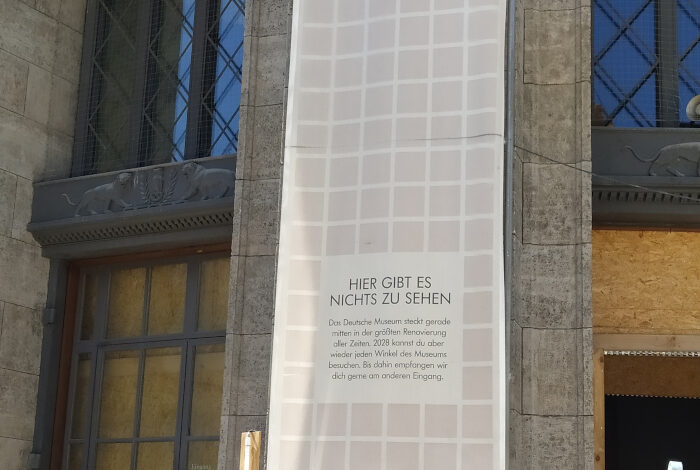 HIER GIBT ES
NICHTS ZU SEHEN
Das Deutsche Museum steckt gerade
mitten in der größten Renovierung
aller Zeiten. 2028 kannst du aber
wieder jeden Winkel des Museums
besuchen. Bis dahin empfangen wir
dich gerne am anderen Eingang.